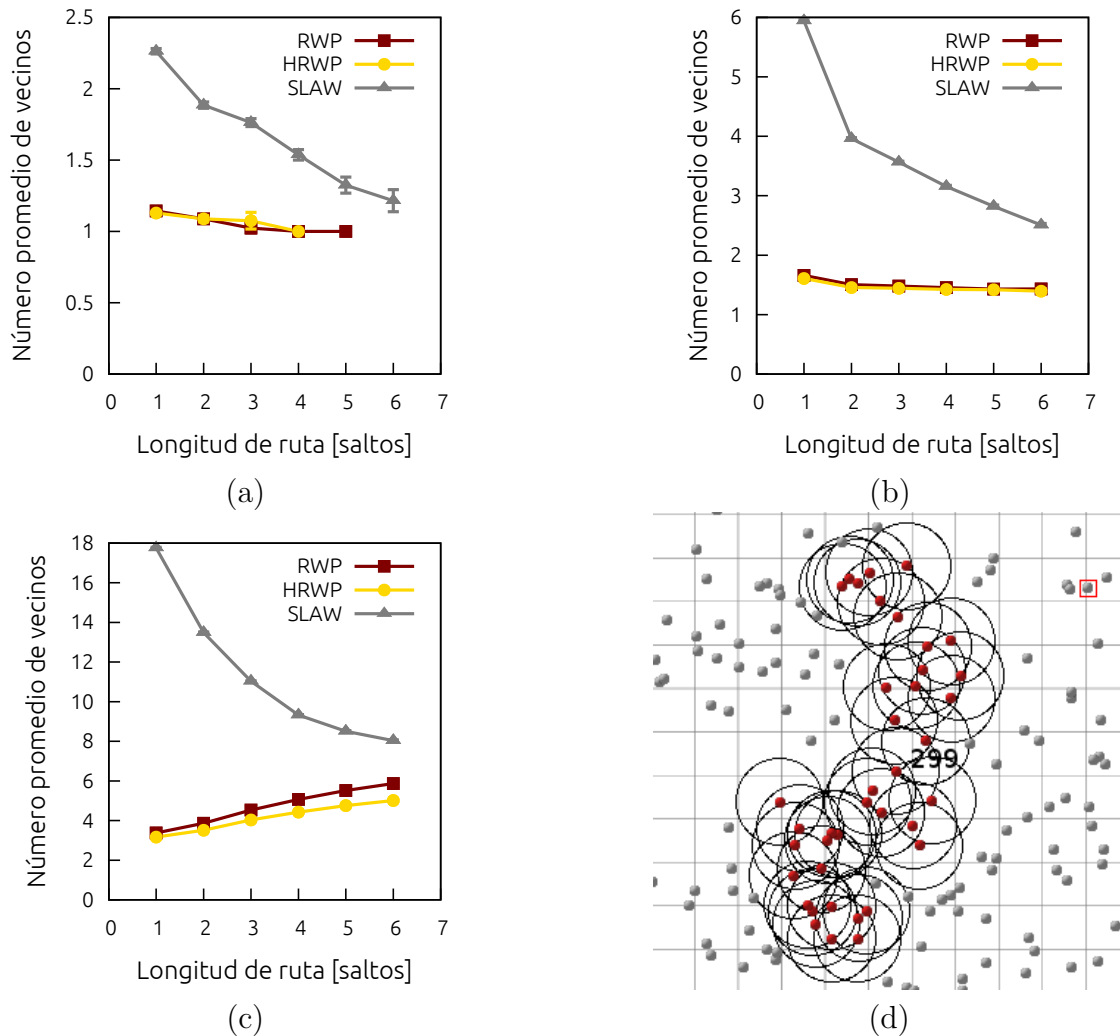 2.5
2
1.5
1
0.5
0
0 1 2 3 4 5 6 7
Número promedio de vecinos
Longitud de ruta [saltos]
RWP
HRWP
SLAW
(a)
6
5
4
3
2
1
0
0 1 2 3 4 5 6 7
Número promedio de vecinos
Longitud de ruta [saltos]
RWP
HRWP
SLAW
(b)
18
16
14
12
10
8
6
4
2
0
0 1 2 3 4 5 6 7
Número promedio de vecinos
Longitud de ruta [saltos]
RWP
HRWP
SLAW
(c)
299
(d)